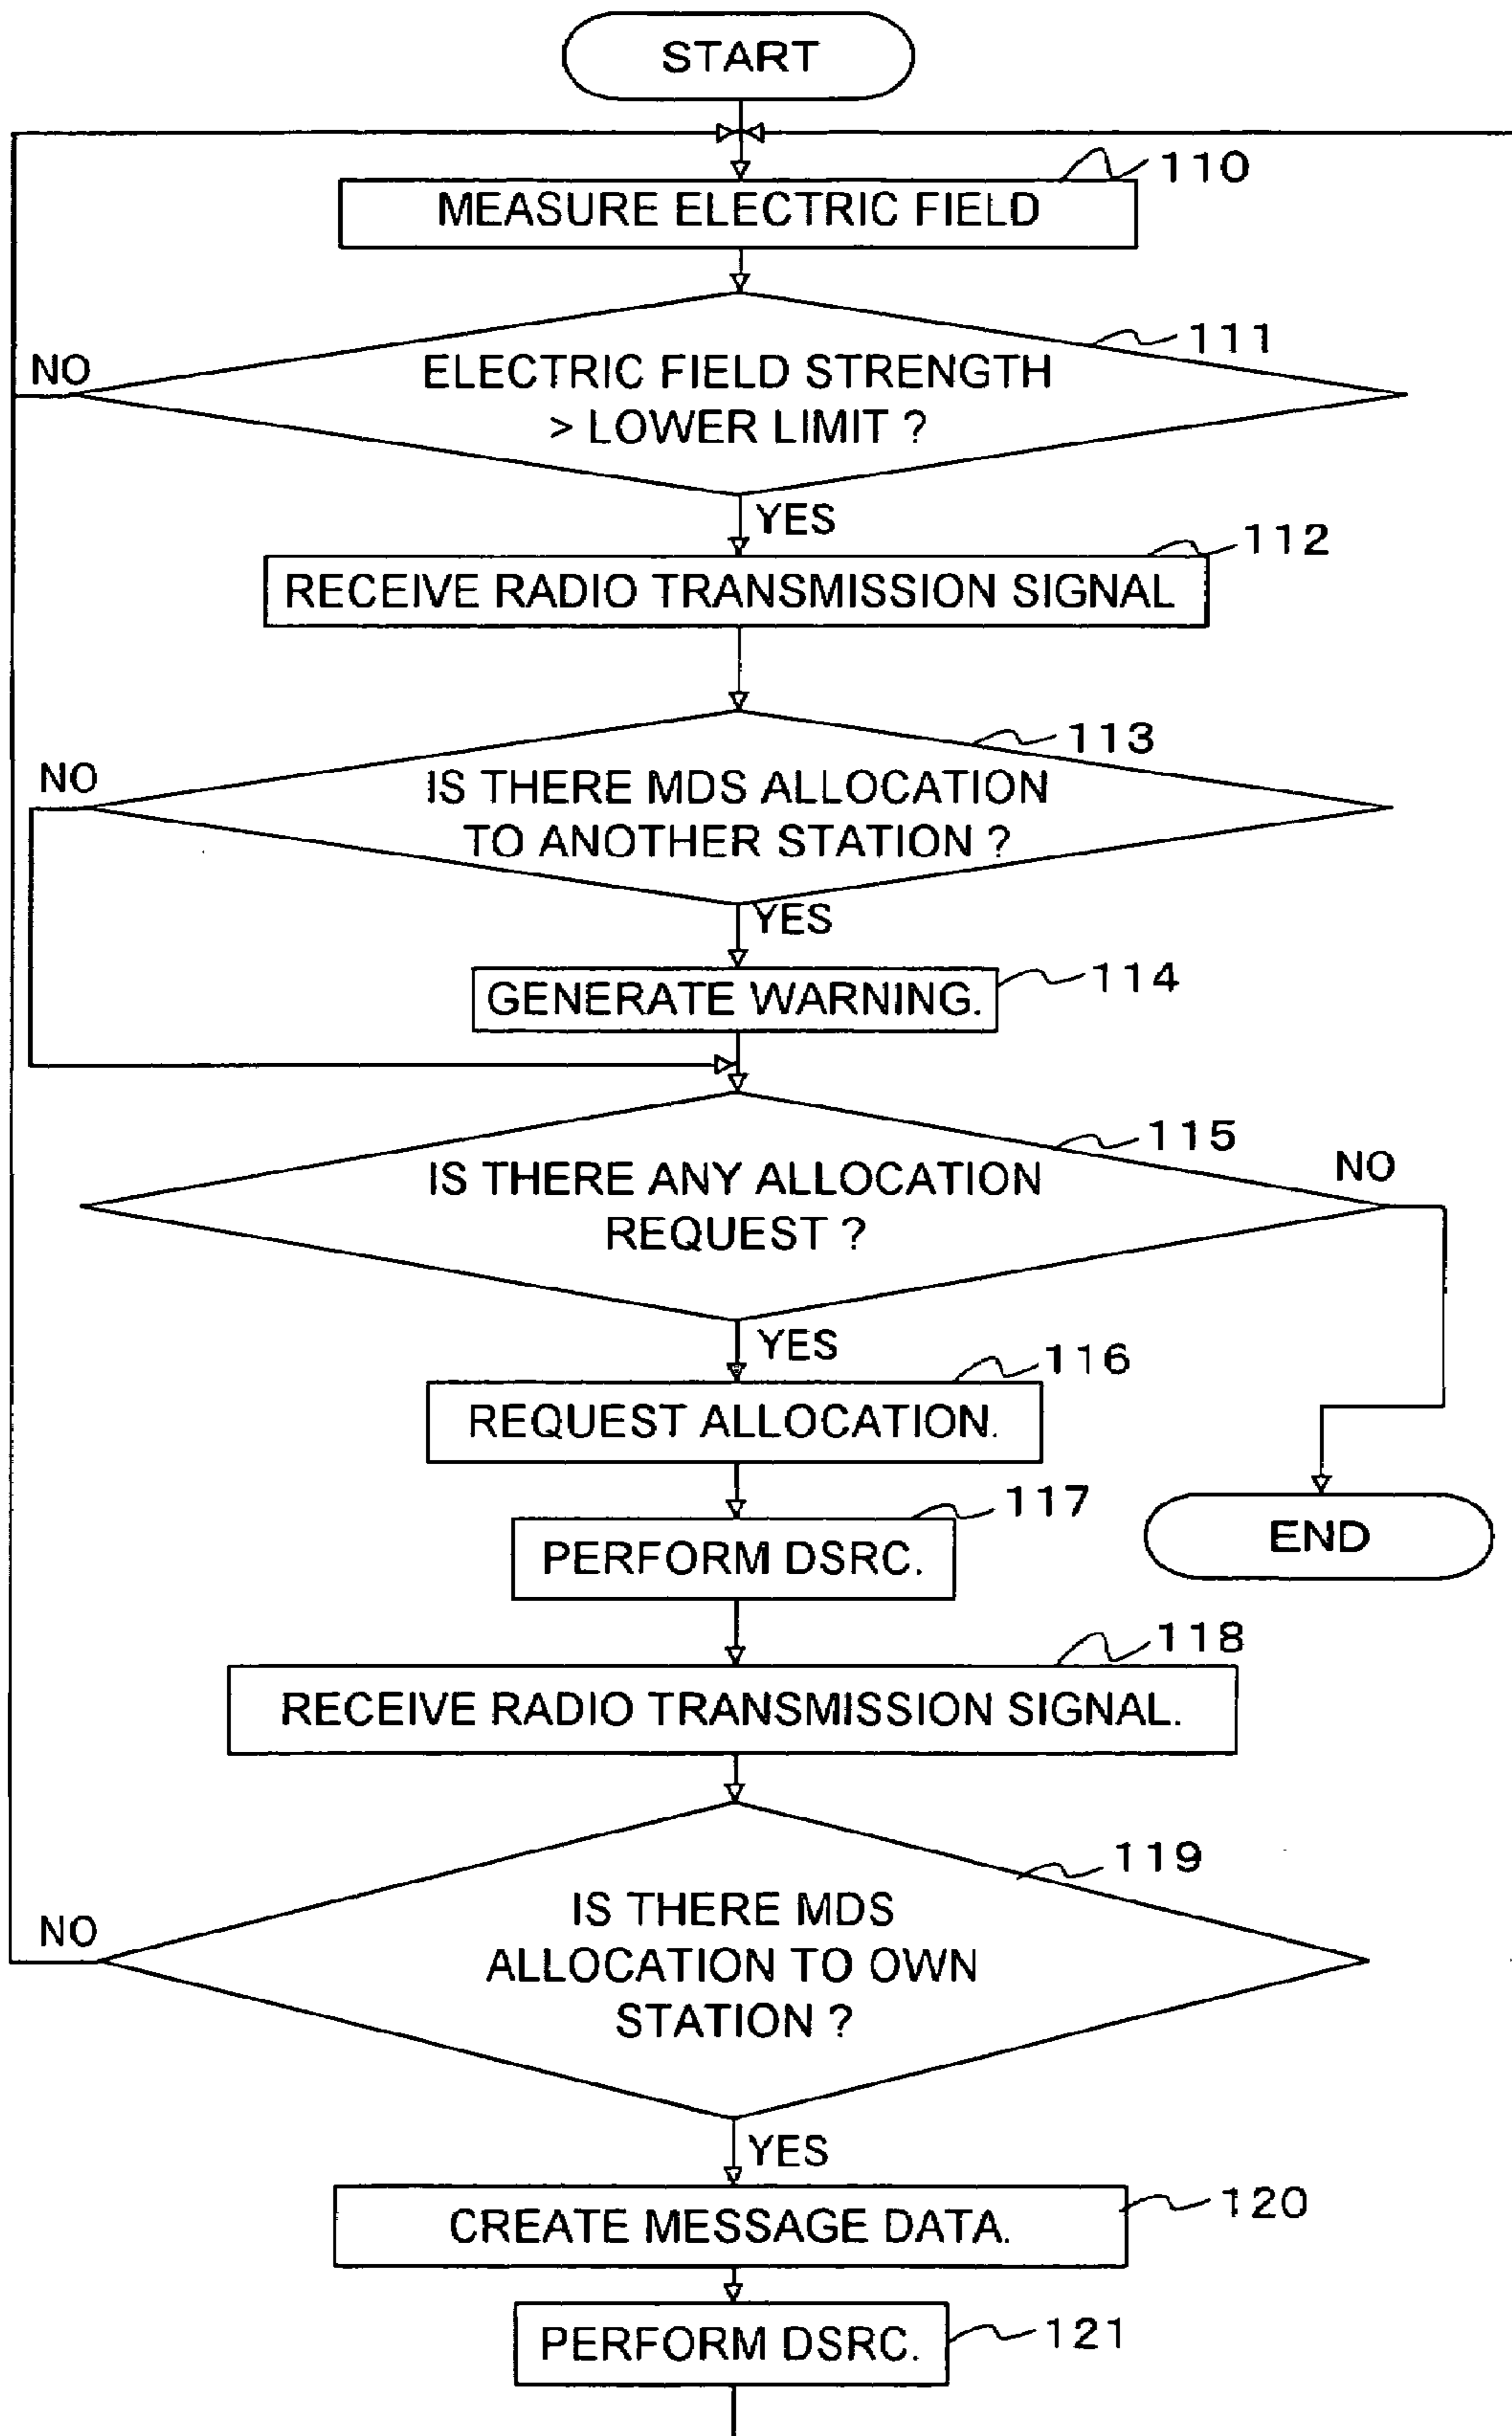 START
110
MEASURE ELECTRIC FIELD
111
NO
ELECTRIC FIELD STRENGTH
> LOWER LIMIT ?
YES
112
RECEIVE RADIO TRANSMISSION SIGNAL
113
NO
IS THERE MDS ALLOCATION
TO ANOTHER STATION ?
YES
114
GENERATE WARNING.
115
NO
IS THERE ANY ALLOCATION
REQUEST ?
YES
116
REQUEST ALLOCATION.
117
PERFORM DSRC.
END
118
RECEIVE RADIO TRANSMISSION SIGNAL.
119
NO
IS THERE MDS
ALLOCATION TO OWN
STATION ?
YES
120
CREATE MESSAGE DATA.
121
PERFORM DSRC.